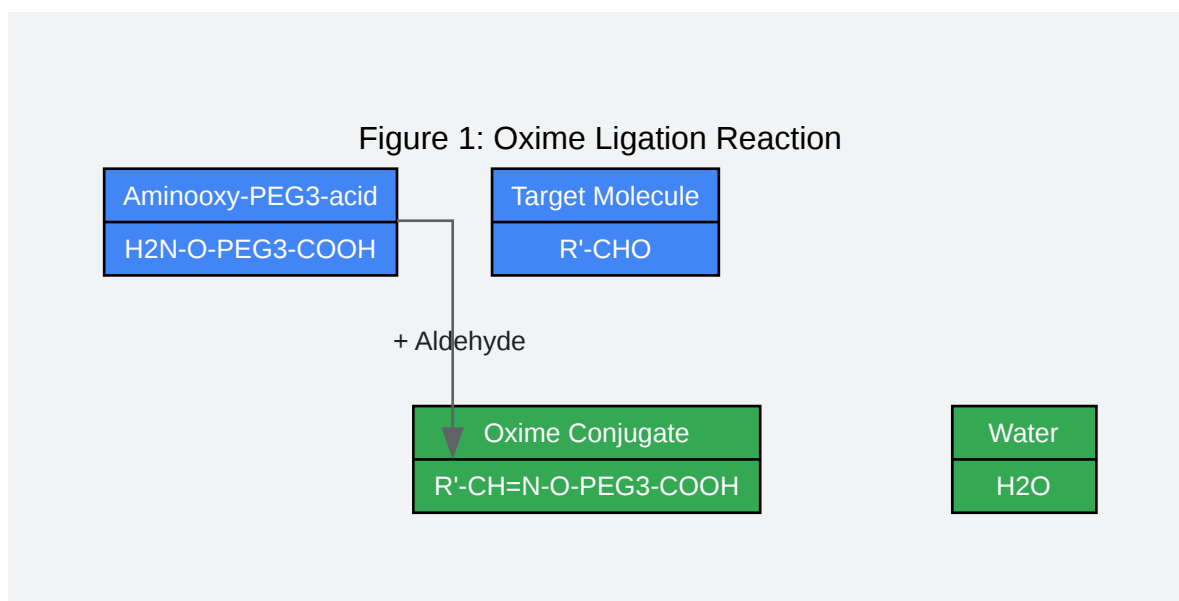 Figure 1: Oxime Ligation Reaction
Aminooxy-PEG3-acid
H2N-O-PEG3-COOH
Target Molecule
R'-CHO
+ Aldehyde
Oxime Conjugate
R'-CH=N-O-PEG3-COOH
Water
H2O